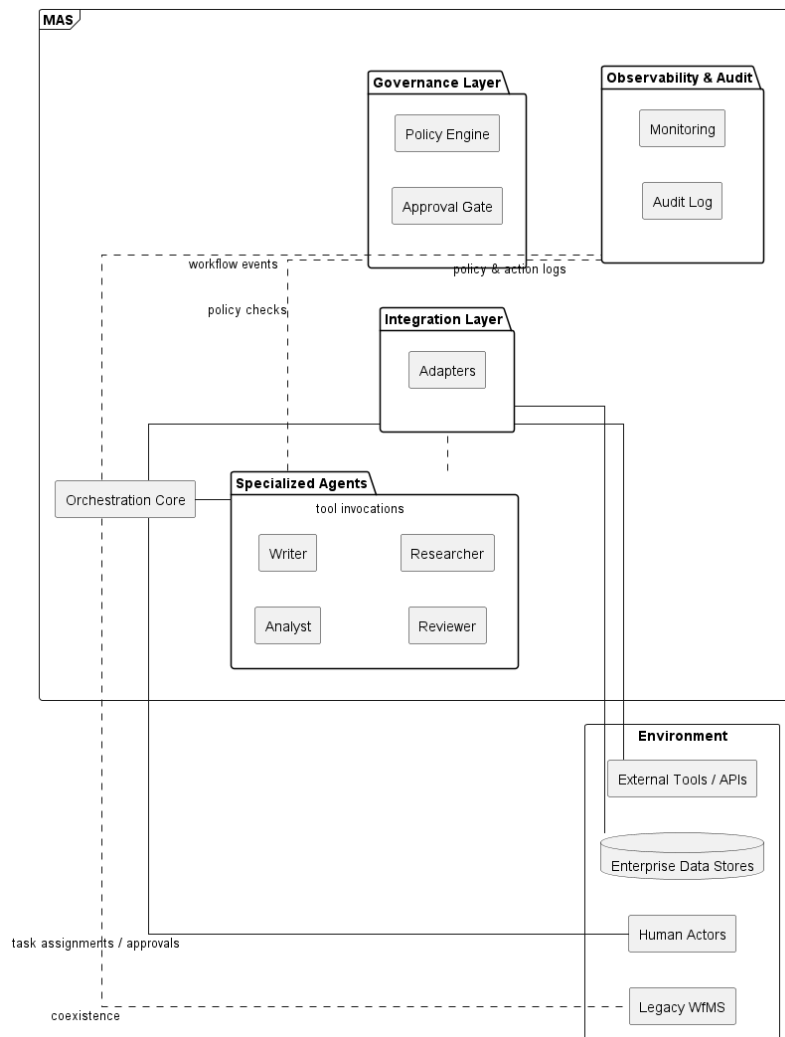 MAS
Governance Layer
Observability & Audit
Policy Engine
Monitoring
Approval Gate
Audit Log
workflow events
policy & action logs
policy checks
Integration Layer
Adapters
Orchestration Core
Specialized Agents
tool invocations
Writer
Researcher
Analyst
Reviewer
Environment
External Tools / APIs
Enterprise Data Stores
Human Actors
task assignments / approvals
Legacy WfMS
coexistence